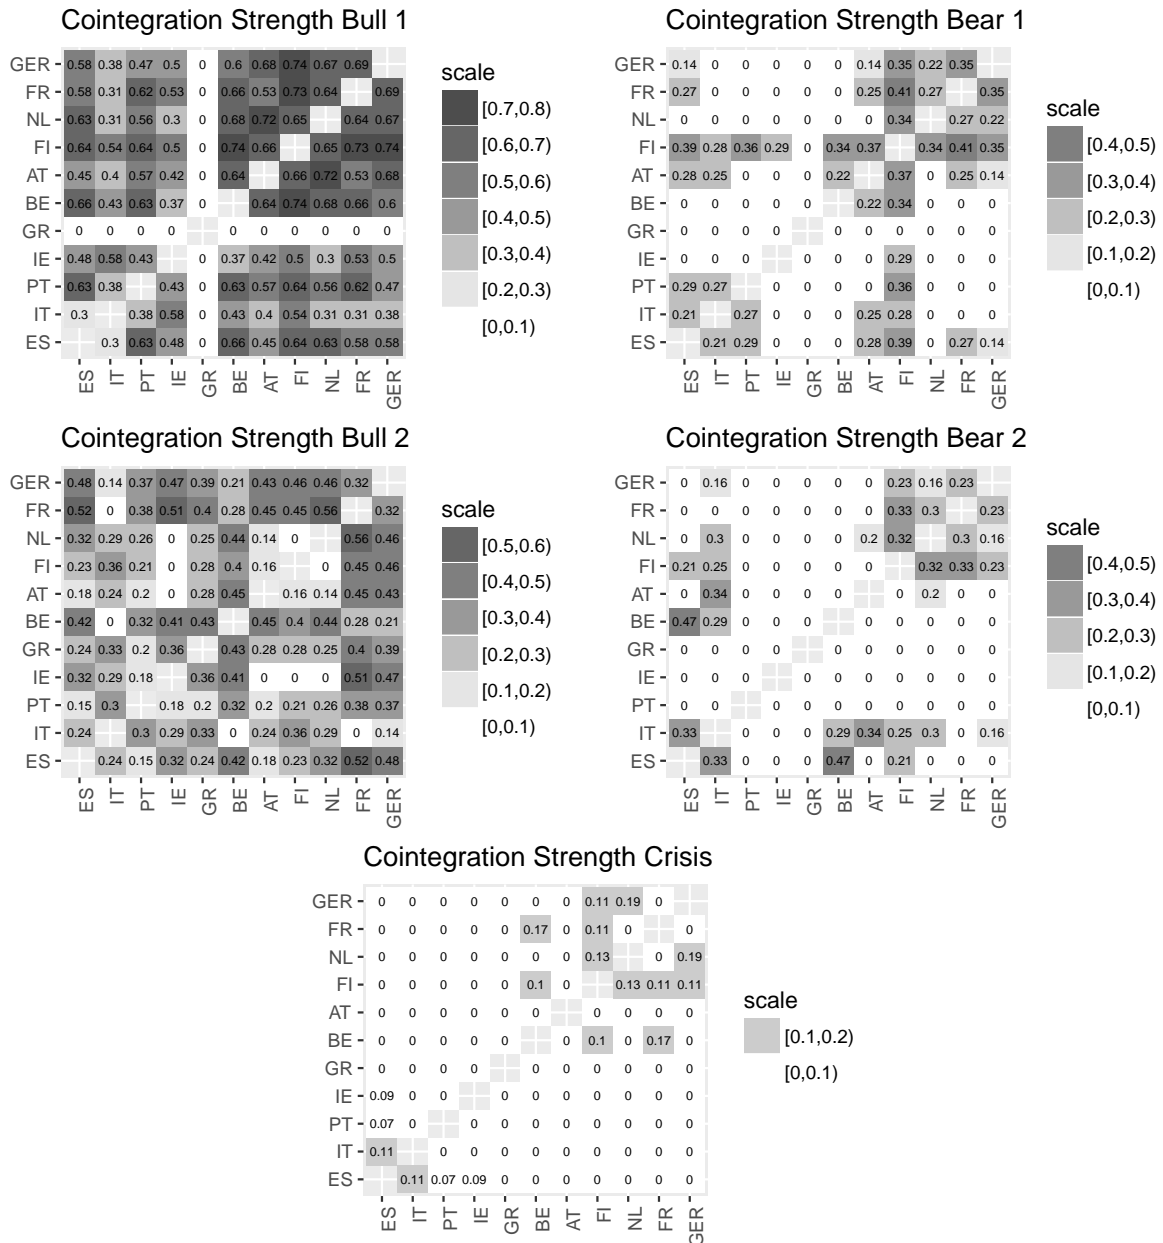 Cointegration Strength Bull 1
GER 0.58 0.38 0.47 0.5 0 0.6 0.68 0.74 0.67 0.69
FR 0.58 0.31 0.62 0.53 0 0.66 0.53 0.73 0.64 0.69
NL 0.63 0.31 0.56 0.3 0 0.68 0.72 0.65 0.64 0.67
FI 0.64 0.54 0.64 0.5 0 0.74 0.66 0.65 0.73 0.74
AT 0.45 0.4 0.57 0.42 0 0.64 0.66 0.72 0.53 0.68
BE 0.66 0.43 0.63 0.37 0 0.64 0.74 0.68 0.66 0.6
GR 0 0 0 0 0 0 0 0 0 0
IE 0.48 0.58 0.43 0 0.37 0.42 0.5 0.3 0.53 0.5
PT 0.63 0.38 0.43 0 0.63 0.57 0.64 0.56 0.62 0.47
IT 0.3 0.38 0.58 0 0.43 0.4 0.54 0.31 0.31 0.38
ES 0.3 0.63 0.48 0 0.66 0.45 0.64 0.63 0.58 0.58
ES IT PT IE GR BE AT FI NL FR GER
scale
[0.7,0.8)
[0.6,0.7)
[0.5,0.6)
[0.4,0.5)
[0.3,0.4)
[0.2,0.3)
[0,0.1)
Cointegration Strength Bear 1
GER 0.14 0 0 0 0 0 0.14 0.35 0.22 0.35
FR 0.27 0 0 0 0 0 0.25 0.41 0.27 0.35
NL 0 0 0 0 0 0 0 0.34 0.27 0.22
FI 0.39 0.28 0.36 0.29 0 0.34 0.37 0.34 0.41 0.35
AT 0.28 0.25 0 0 0 0.22 0.37 0 0.25 0.14
BE 0 0 0 0 0 0.22 0.34 0 0 0
GR 0 0 0 0 0 0 0 0 0 0
IE 0 0 0 0 0 0 0.29 0 0 0
PT 0.29 0.27 0 0 0 0 0.36 0 0 0
IT 0.21 0.27 0 0 0 0.25 0.28 0 0 0
ES 0.21 0.29 0 0 0 0.28 0.39 0 0.27 0.14
ES IT PT IE GR BE AT FI NL FR GER
scale
[0.4,0.5)
[0.3,0.4)
[0.2,0.3)
[0.1,0.2)
[0,0.1)
Cointegration Strength Bull 2
GER 0.48 0.14 0.37 0.47 0.39 0.21 0.43 0.46 0.46 0.32
FR 0.52 0 0.38 0.51 0.4 0.28 0.45 0.45 0.56 0.32
NL 0.32 0.29 0.26 0 0.25 0.44 0.14 0 0.56 0.46
FI 0.23 0.36 0.21 0 0.28 0.4 0.16 0 0.45 0.46
AT 0.18 0.24 0.2 0 0.28 0.45 0.16 0.14 0.45 0.43
BE 0.42 0 0.32 0.41 0.43 0.45 0.4 0.44 0.28 0.21
GR 0.24 0.33 0.2 0.36 0.43 0.28 0.28 0.25 0.4 0.39
IE 0.32 0.29 0.18 0.36 0.41 0 0 0 0.51 0.47
PT 0.15 0.3 0.18 0.2 0.32 0.2 0.21 0.26 0.38 0.37
IT 0.24 0.3 0.29 0.33 0 0.24 0.36 0.29 0 0.14
ES 0.24 0.15 0.32 0.24 0.42 0.18 0.23 0.32 0.52 0.48
ES IT PT IE GR BE AT FI NL FR GER
scale
[0.5,0.6)
[0.4,0.5)
[0.3,0.4)
[0.2,0.3)
[0.1,0.2)
[0,0.1)
Cointegration Strength Bear 2
GER 0 0.16 0 0 0 0 0 0.23 0.16 0.23
FR 0 0 0 0 0 0 0 0.33 0.3 0.23
NL 0 0.3 0 0 0 0 0.2 0.32 0.3 0.16
FI 0.21 0.25 0 0 0 0 0 0.32 0.33 0.23
AT 0 0.34 0 0 0 0 0 0.2 0 0
BE 0.47 0.29 0 0 0 0 0 0 0 0
GR 0 0 0 0 0 0 0 0 0 0
IE 0 0 0 0 0 0 0 0 0 0
PT 0 0 0 0 0 0 0 0 0 0
IT 0.33 0 0 0 0.29 0.34 0.25 0.3 0 0.16
ES 0.33 0 0 0 0.47 0 0.21 0 0 0
ES IT PT IE GR BE AT FI NL FR GER
scale
[0.4,0.5)
[0.3,0.4)
[0.2,0.3)
[0.1,0.2)
[0,0.1)
Cointegration Strength Crisis
GER 0 0 0 0 0 0 0 0.11 0.19 0
FR 0 0 0 0 0 0.17 0 0.11 0 0
NL 0 0 0 0 0 0 0 0.13 0 0.19
FI 0 0 0 0 0 0.1 0 0.13 0.11 0.11
AT 0 0 0 0 0 0 0 0 0 0
BE 0 0 0 0 0 0 0.1 0 0.17 0
GR 0 0 0 0 0 0 0 0 0 0
IE 0.09 0 0 0 0 0 0 0 0 0
PT 0.07 0 0 0 0 0 0 0 0 0
IT 0.11 0 0 0 0 0 0 0 0 0
ES 0.11 0.07 0.09 0 0 0 0 0 0 0
ES IT PT IE GR BE AT FI NL FR GER
scale
[0.1,0.2)
[0,0.1)